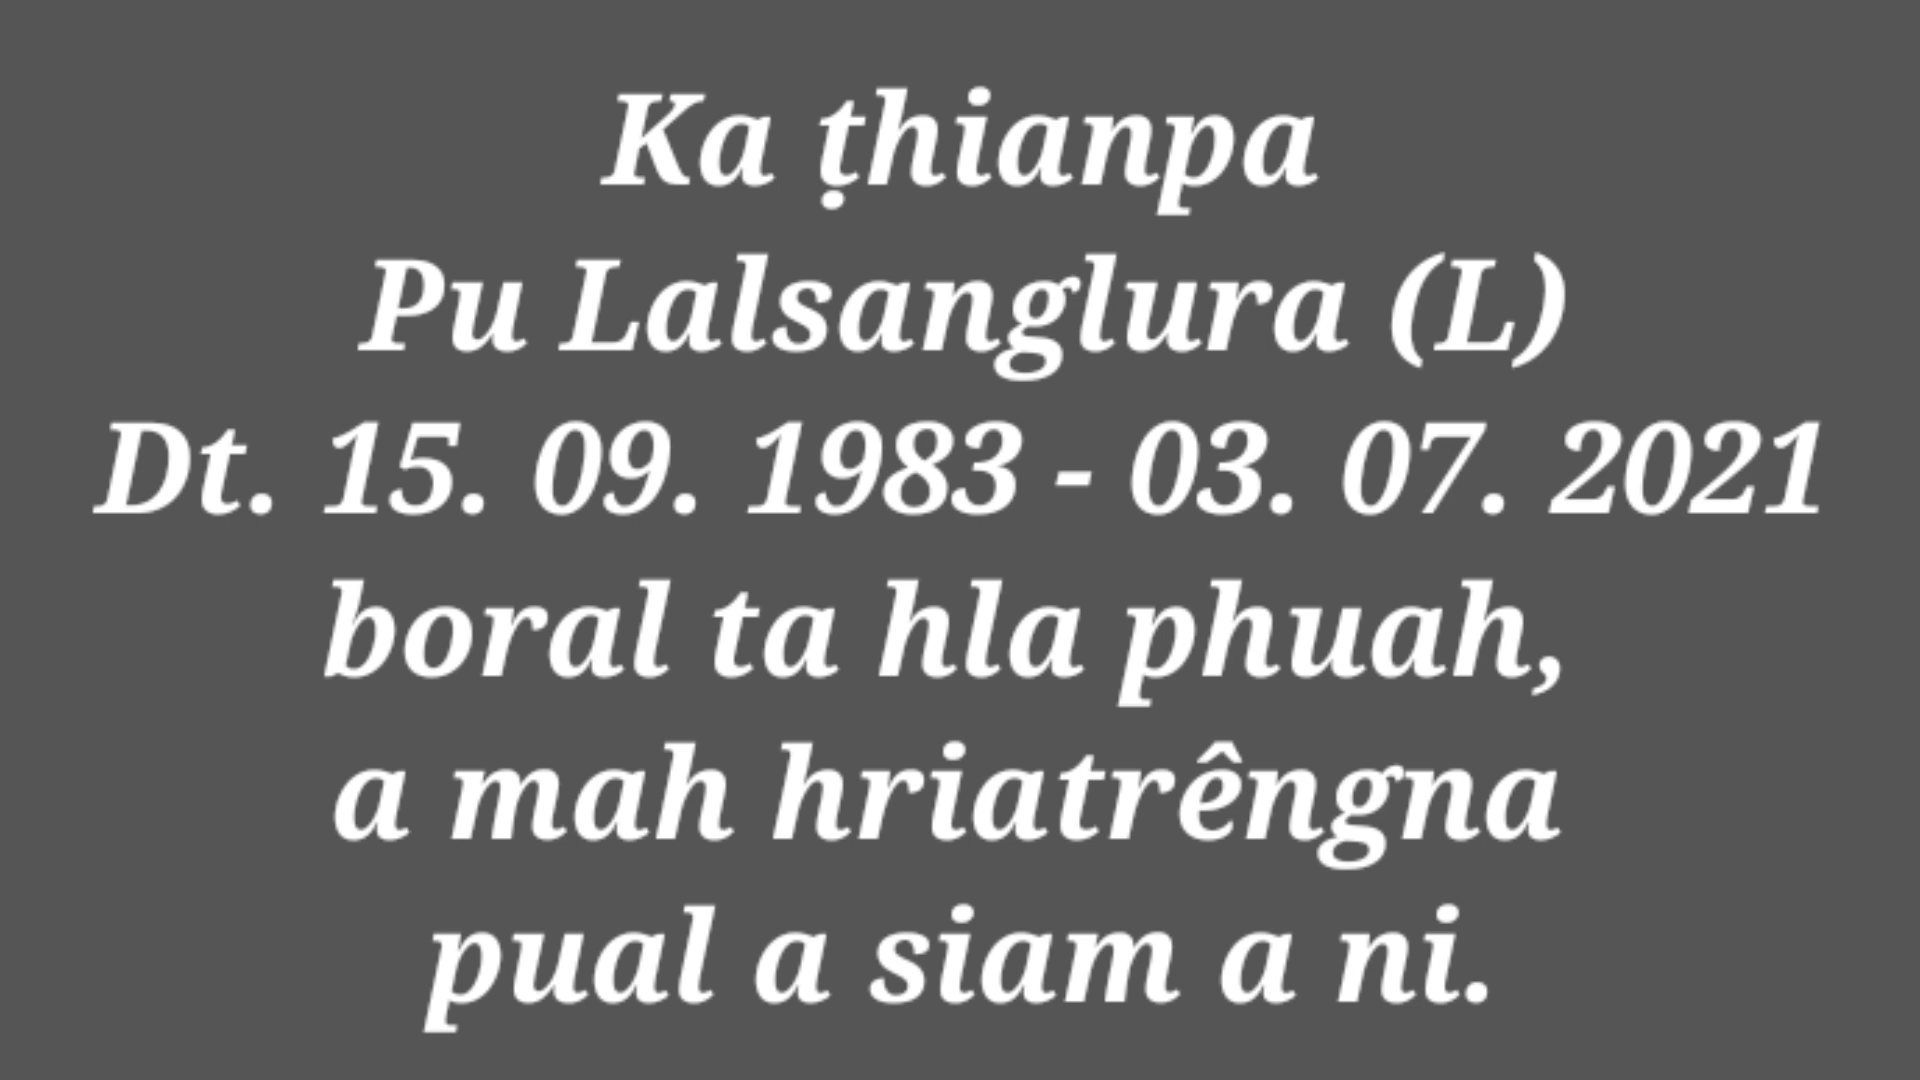 Ka ṭhianpa
Pu Lalsanglura (L)
Dt. 15. 09. 1983 - 03. 07. 2021
boral ta hla phuah,
a mah hriatrêngna
pual a siam a ni.